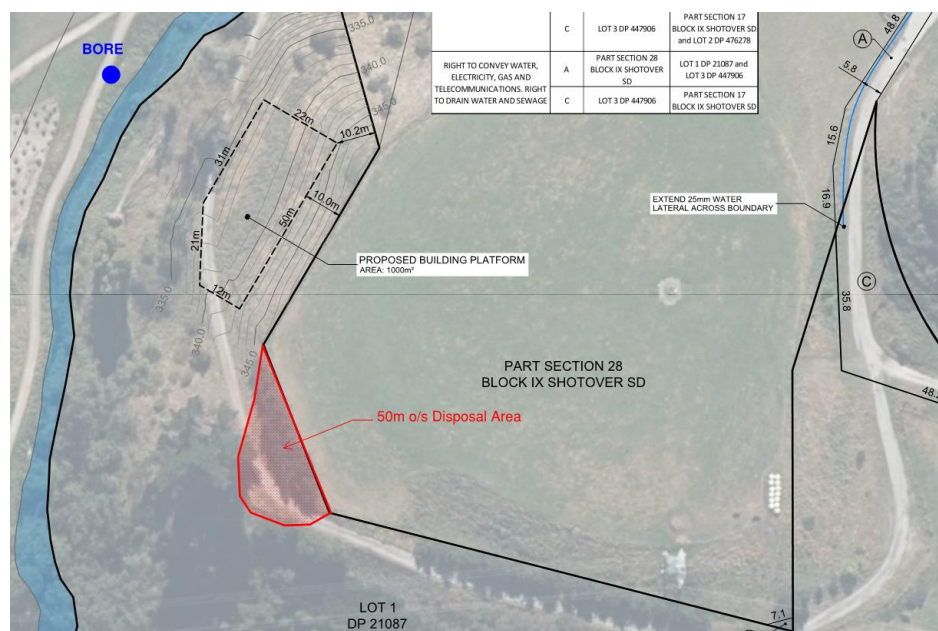 BORE
C
LOT 3 DP 447906
PART SECTION 17
BLOCK IX SHOTOVER SD
and LOT 2 DP 476278
RIGHT TO CONVEY WATER,
ELECTRICITY, GAS AND
TELECOMMUNICATIONS. RIGHT
TO DRAIN WATER AND SEWAGE
A
PART SECTION 28
BLOCK IX SHOTOVER
SD
LOT 1 DP 21087 and
LOT 3 DP 447906
C
LOT 3 DP 447906
PART SECTION 17
BLOCK IX SHOTOVER SD
335.0
340.0
345.0
22m
10.2m
31m
10.0m
50m
21m
12m
335.0
340.0
345.0
PROPOSED BUILDING PLATFORM
AREA: 1000m²
48.8
A
5.8
15.6
16.9
EXTEND 25mm WATER
LATERAL ACROSS BOUNDARY
C
35.8
PART SECTION 28
BLOCK IX SHOTOVER SD
50m o/s Disposal Area
LOT 1
DP 21087
7.1